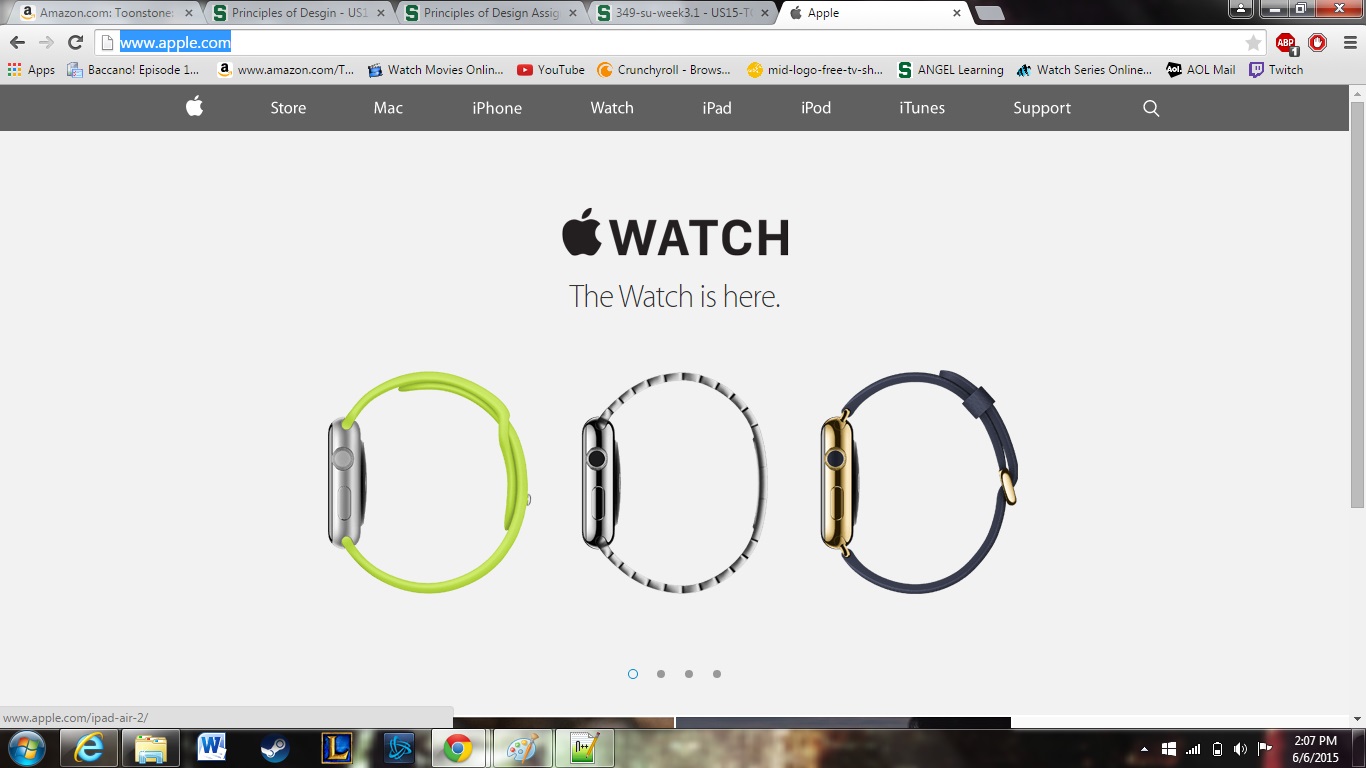 Amazon.com: Toonstone:
Principles of Desgin - US1
Principles of Design Assig
349-su-week3.1 - US15-T
Apple
www.apple.com
ABP
1
Apps
Baccano! Episode 1...
www.amazon.com/T...
Watch Movies Onlin...
YouTube
Crunchyroll - Brows...
mid-logo-free-tv-sh...
ANGEL Learning
Watch Series Online...
Aol.
AOL Mail
Twitch
Store
Mac
iPhone
Watch
iPad
iPod
iTunes
Support
WATCH
The Watch is here.
www.apple.com/ipad-air-2/
2:07 PM
6/6/2015